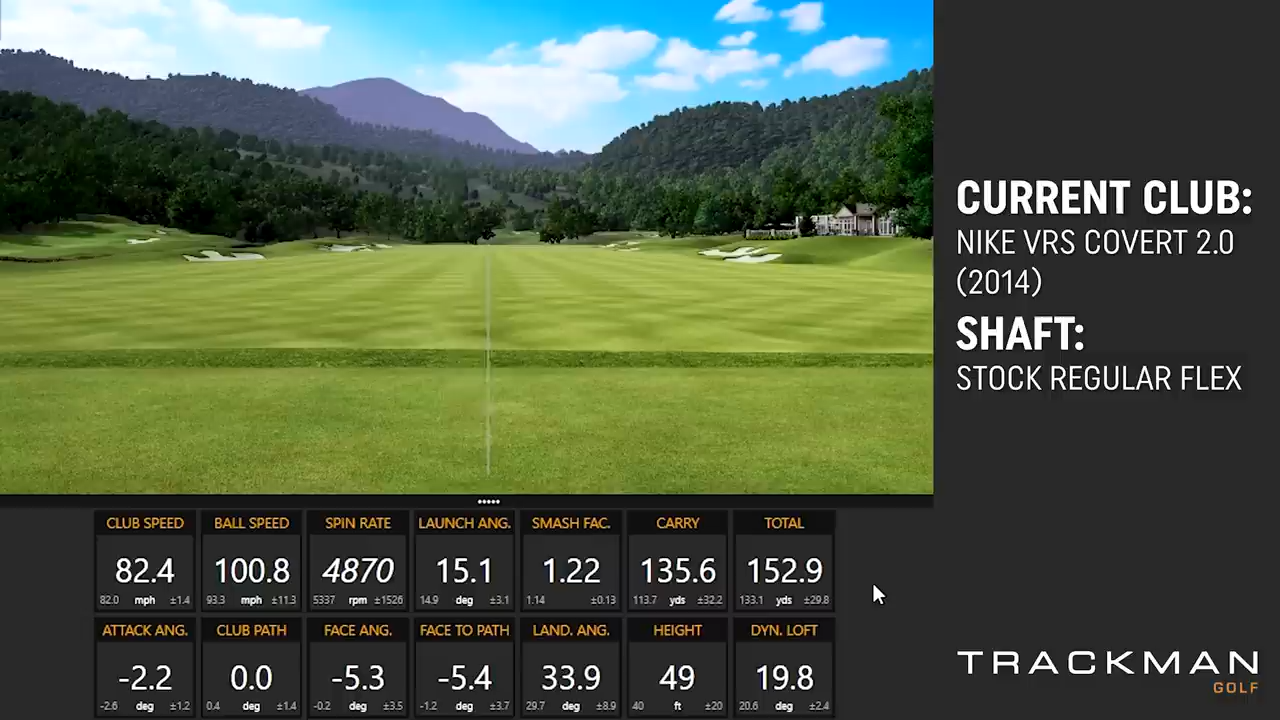 CURRENT CLUB:
NIKE VRS COVERT 2.0
(2014)
SHAFT:
STOCK REGULAR FLEX
CLUB SPEED BALL SPEED SPIN RATE LAUNCH ANG. SMASH FAC. CARRY TOTAL
82.4 100.8 4870 15.1 1.22 135.6 152.9
82.0 mph ±1.4 93.3 mph ±11.3 5337 rpm ±1526 14.9 deg ±3.1 1.14 ±0.13 113.7 yds ±32.2 133.1 yds ±29.8
ATTACK ANG. CLUB PATH FACE ANG. FACE TO PATH LAND. ANG. HEIGHT DYN. LOFT
-2.2 0.0 -5.3 -5.4 33.9 49 19.8
-2.6 deg ±1.2 0.4 deg ±1.4 -0.2 deg ±3.5 -1.2 deg ±3.7 29.7 deg ±8.9 40 ft ±20 20.6 deg ±2.4
TRACKMAN
GOLF